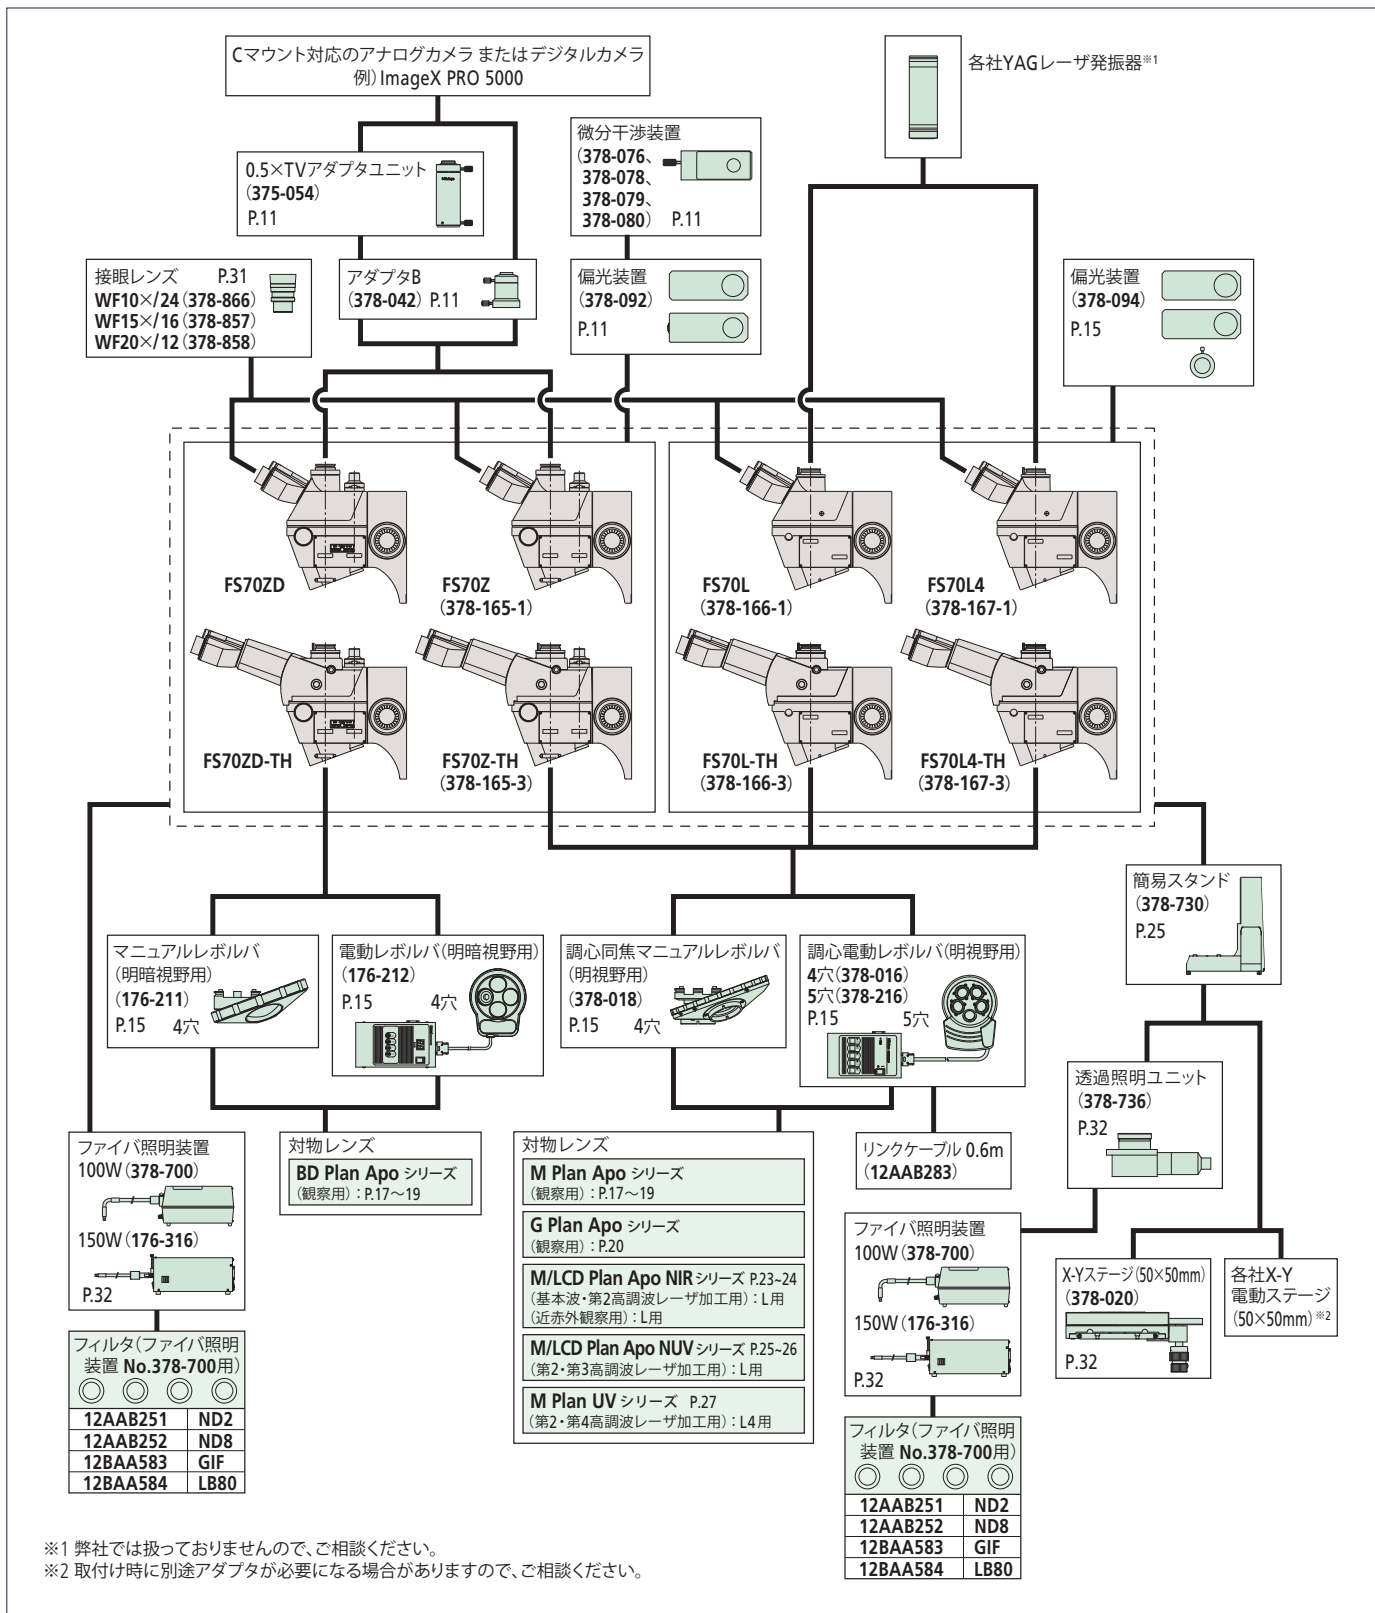 Cマウント対応のアナログカメラ またはデジタルカメラ
例）ImageX PRO 5000
各社YAGレーザ発振器※1
0.5×TVアダプタユニット
（375-054）
P.11
微分干渉装置
（378-076、
378-078、
378-079、
378-080） P.11
接眼レンズ P.31
WF10×/24（378-866）
WF15×/16（378-857）
WF20×/12（378-858）
アダプタB
（378-042） P.11
偏光装置
（378-092）
P.11
偏光装置
（378-094）
P.15
FS70ZD
FS70Z
（378-165-1）
FS70L
（378-166-1）
FS70L4
（378-167-1）
FS70ZD-TH
FS70Z-TH
（378-165-3）
FS70L-TH
（378-166-3）
FS70L4-TH
（378-167-3）
簡易スタンド
（378-730）
P.25
マニュアルレボルバ
（明暗視野用）
（176-211）
P.15 4穴
電動レボルバ（明暗視野用）
（176-212）
P.15 4穴
調心同焦マニュアルレボルバ
（明視野用）
（378-018）
P.15 4穴
調心電動レボルバ（明視野用）
4穴（378-016）
5穴（378-216）
P.15 5穴
透過照明ユニット
（378-736）
P.32
ファイバ照明装置
100W（378-700）
150W（176-316）
P.32
対物レンズ
BD Plan Apo シリーズ
（観察用）：P.17〜19
対物レンズ
M Plan Apo シリーズ
（観察用）：P.17〜19
G Plan Apo シリーズ
（観察用）：P.20
M/LCD Plan Apo NIR シリーズ P.23~24
（基本波・第2高調波レーザ加工用）：L用
（近赤外観察用）：L用
M/LCD Plan Apo NUV シリーズ P.25~26
（第2・第3高調波レーザ加工用）：L用
M Plan UV シリーズ P.27
（第2・第4高調波レーザ加工用）：L4用
リンクケーブル 0.6m
（12AAB283）
ファイバ照明装置
100W（378-700）
150W（176-316）
P.32
X-Yステージ（50×50mm）
（378-020）
P.32
各社X-Y
電動ステージ
（50×50mm）※2
フィルタ（ファイバ照明
装置 No.378-700用）
12AAB251 ND2
12AAB252 ND8
12BAA583 GIF
12BAA584 LB80
フィルタ（ファイバ照明
装置 No.378-700用）
12AAB251 ND2
12AAB252 ND8
12BAA583 GIF
12BAA584 LB80
※1 弊社では扱っておりませんので、ご相談ください。
※2 取付け時に別途アダプタが必要になる場合がありますので、ご相談ください。